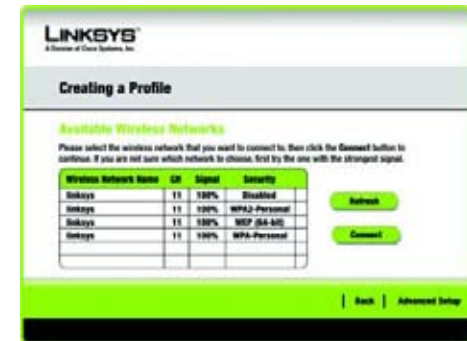 LINKSYS®
A Division of Cisco Systems, Inc.
Creating a Profile
Available Wireless Networks
Please select the wireless network that you want to connect to, then click the Connect button to
continue. If you are not sure which network to choose, first try the one with the strongest signal.
Wireless Network Name CH Signal Security
linksys 11 100% Disabled
linksys 11 100% WPA2-Personal
linksys 11 100% WEP (64-bit)
linksys 11 100% WPA-Personal
Refresh
Connect
Back Advanced Setup